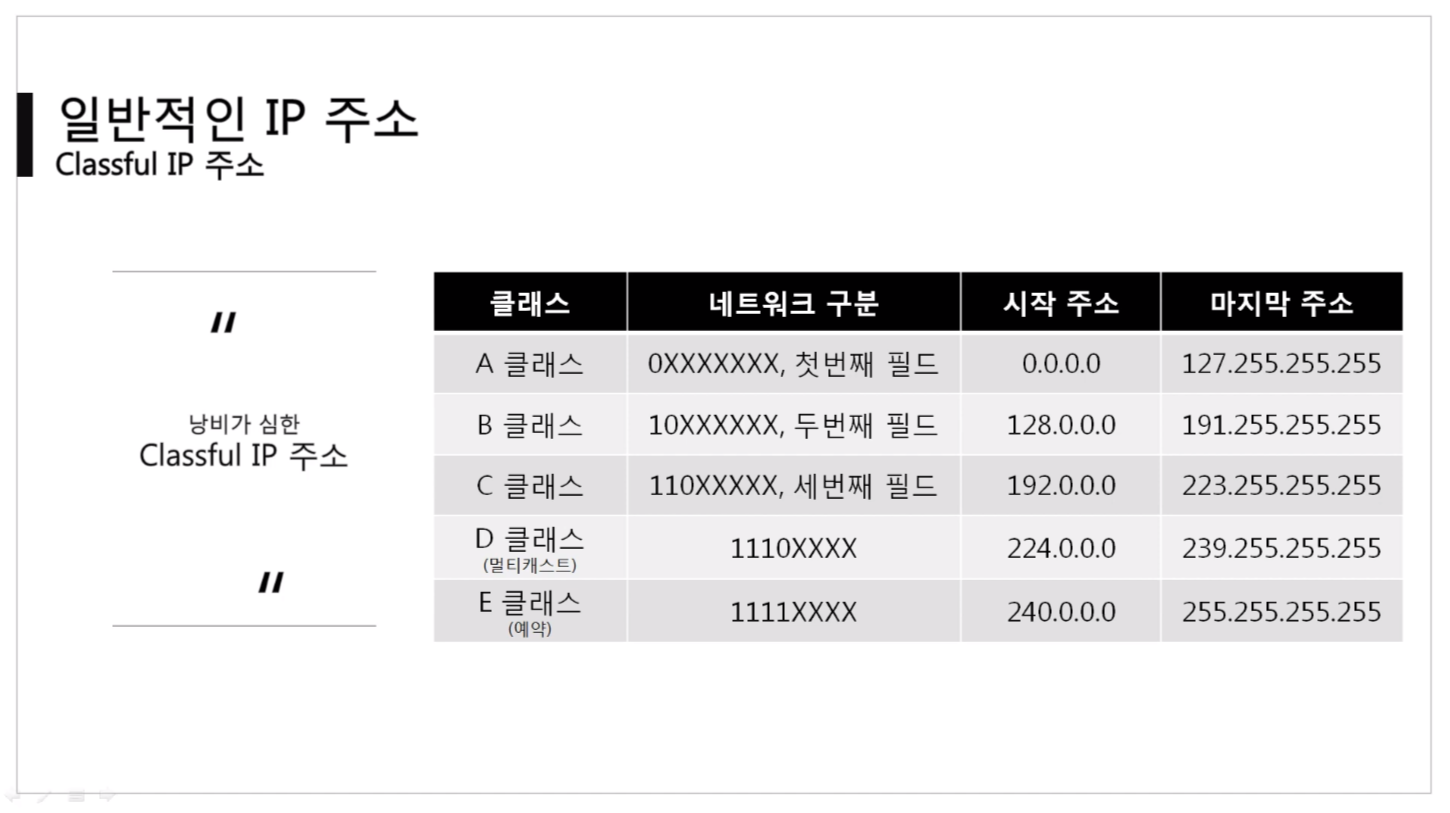 일반적인 IP 주소
Classful IP 주소
"
낭비가 심한
Classful IP 주소
"
클래스 네트워크 구분 시작 주소 마지막 주소
A 클래스 0XXXXXXX, 첫번째 필드 0.0.0.0 127.255.255.255
B 클래스 10XXXXXX, 두번째 필드 128.0.0.0 191.255.255.255
C 클래스 110XXXXX, 세번째 필드 192.0.0.0 223.255.255.255
D 클래스 1110XXXX 224.0.0.0 239.255.255.255
(멀티캐스트)
E 클래스 1111XXXX 240.0.0.0 255.255.255.255
(예약)